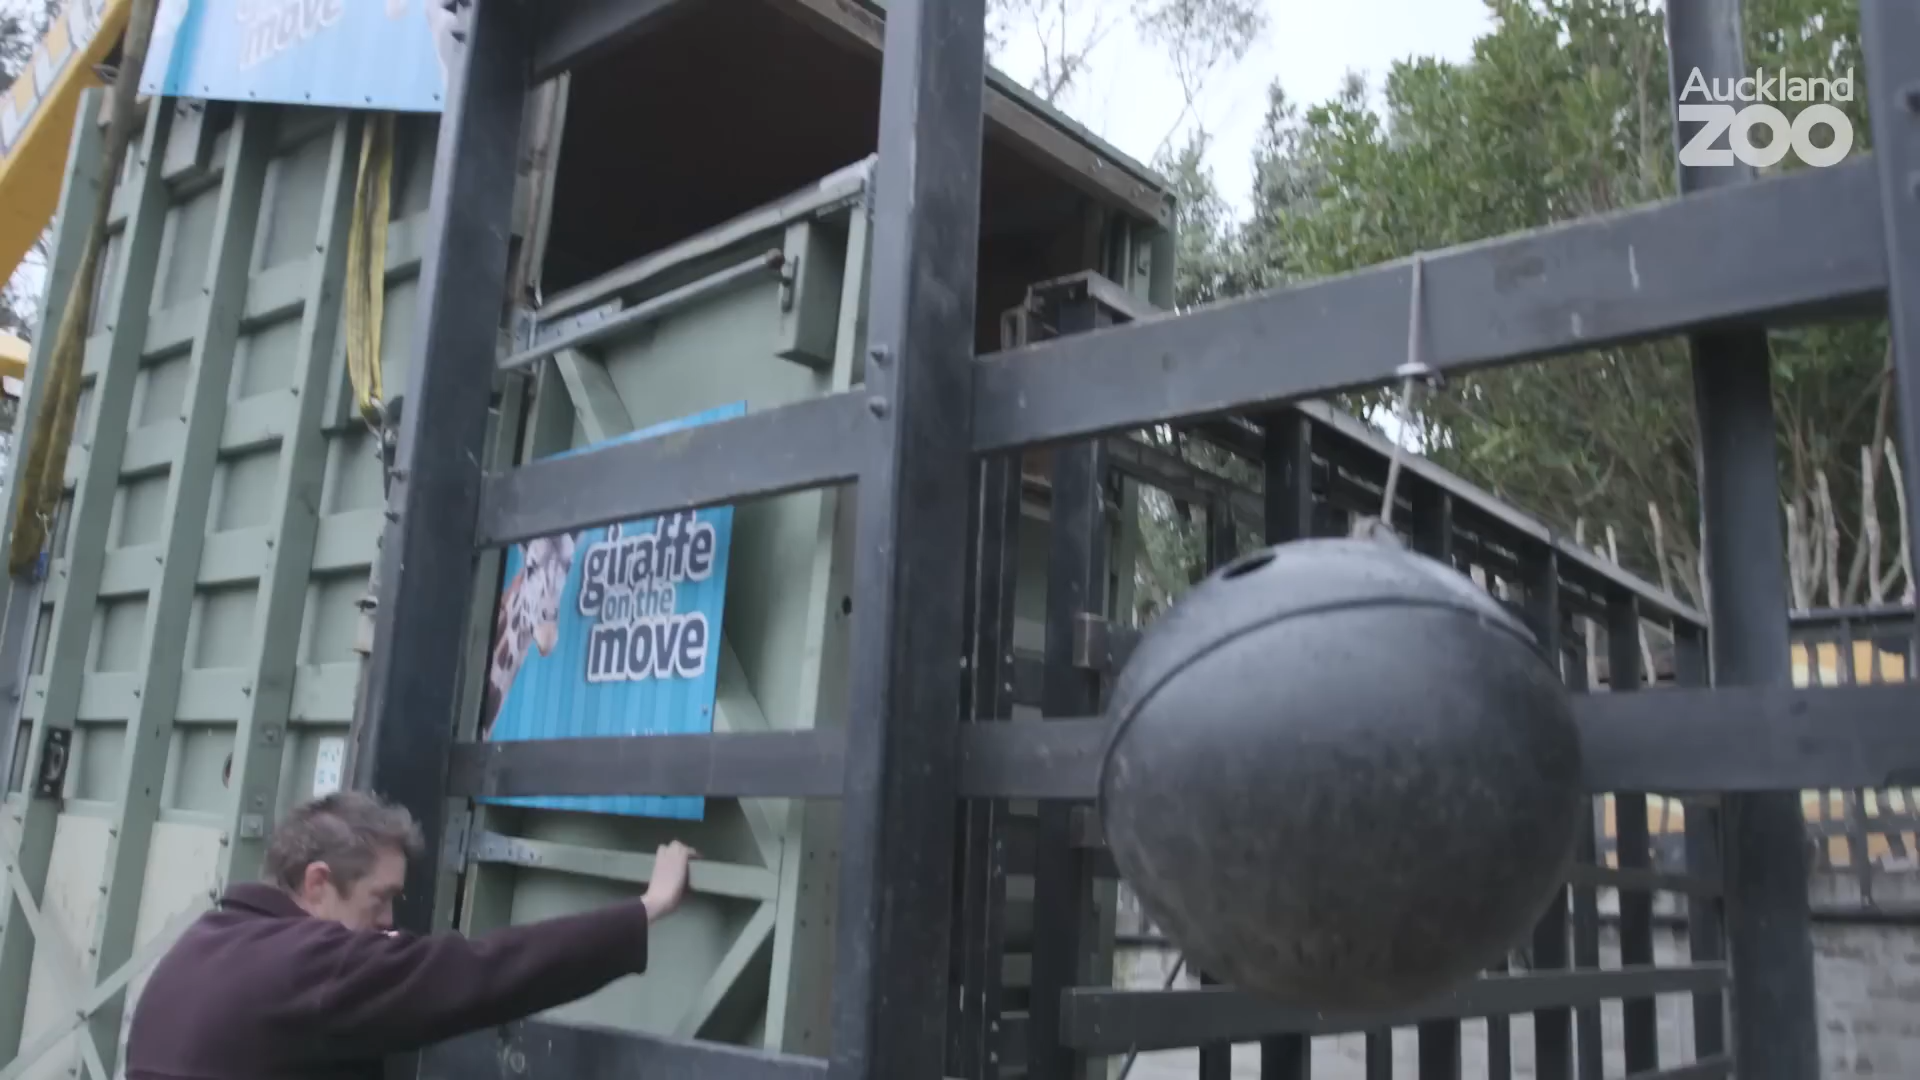 move
Auckland
ZOO
giraffe
on the
move